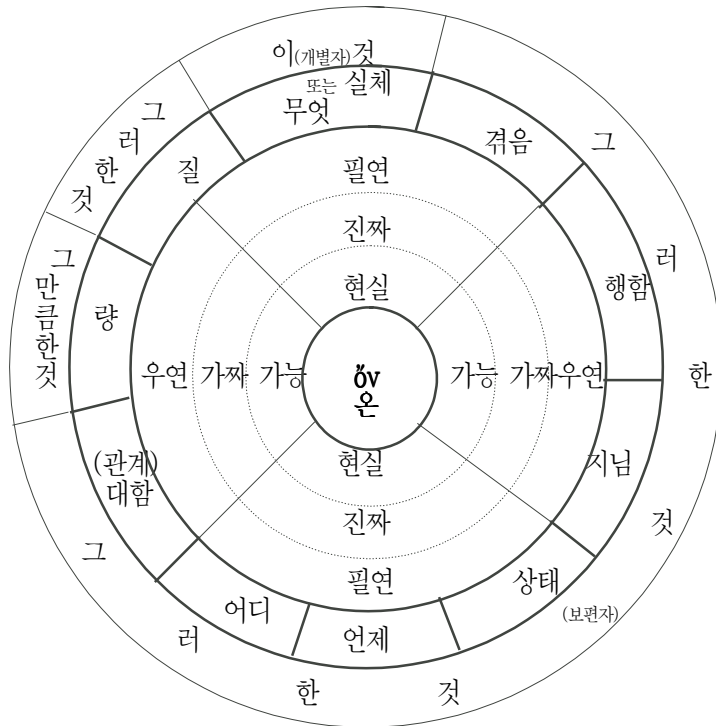 이(개별자)것
또는 실체
무엇
그러한것
질
겪음
그러한것
필연
진짜
현실
그만큼한것
량
행함
우연 가짜 가능
ὄν
온
가능 가짜 우연
(관계)
대함
지님
현실
진짜
필연
상태
(보편자)
어디
언제
그러한것